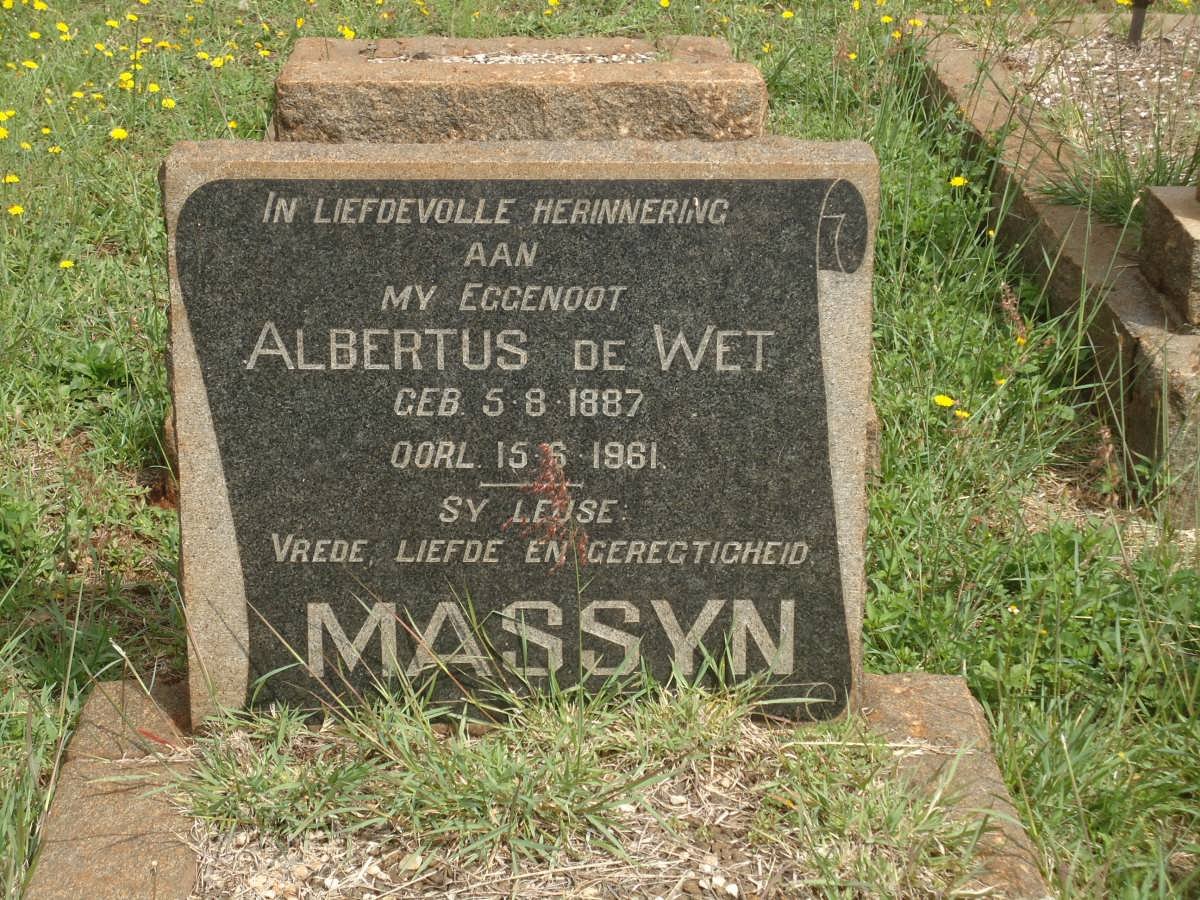 IN LIEFDEVOLLE HERINNERING
AAN
MY EGGENOOT
ALBERTUS DE WET
GEB. 5·8·1887
OORL. 15·6·1961.
SY LEUSE:
VREDE, LIEFDE EN GEREGTIGHEID.
MASSYN